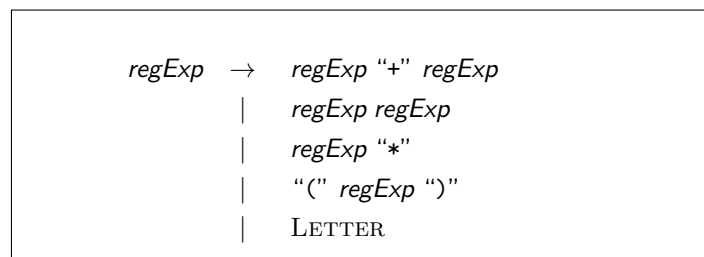 regExp → regExp “+” regExp
| regExp regExp
| regExp “*”
| “(” regExp “)”
| LETTER